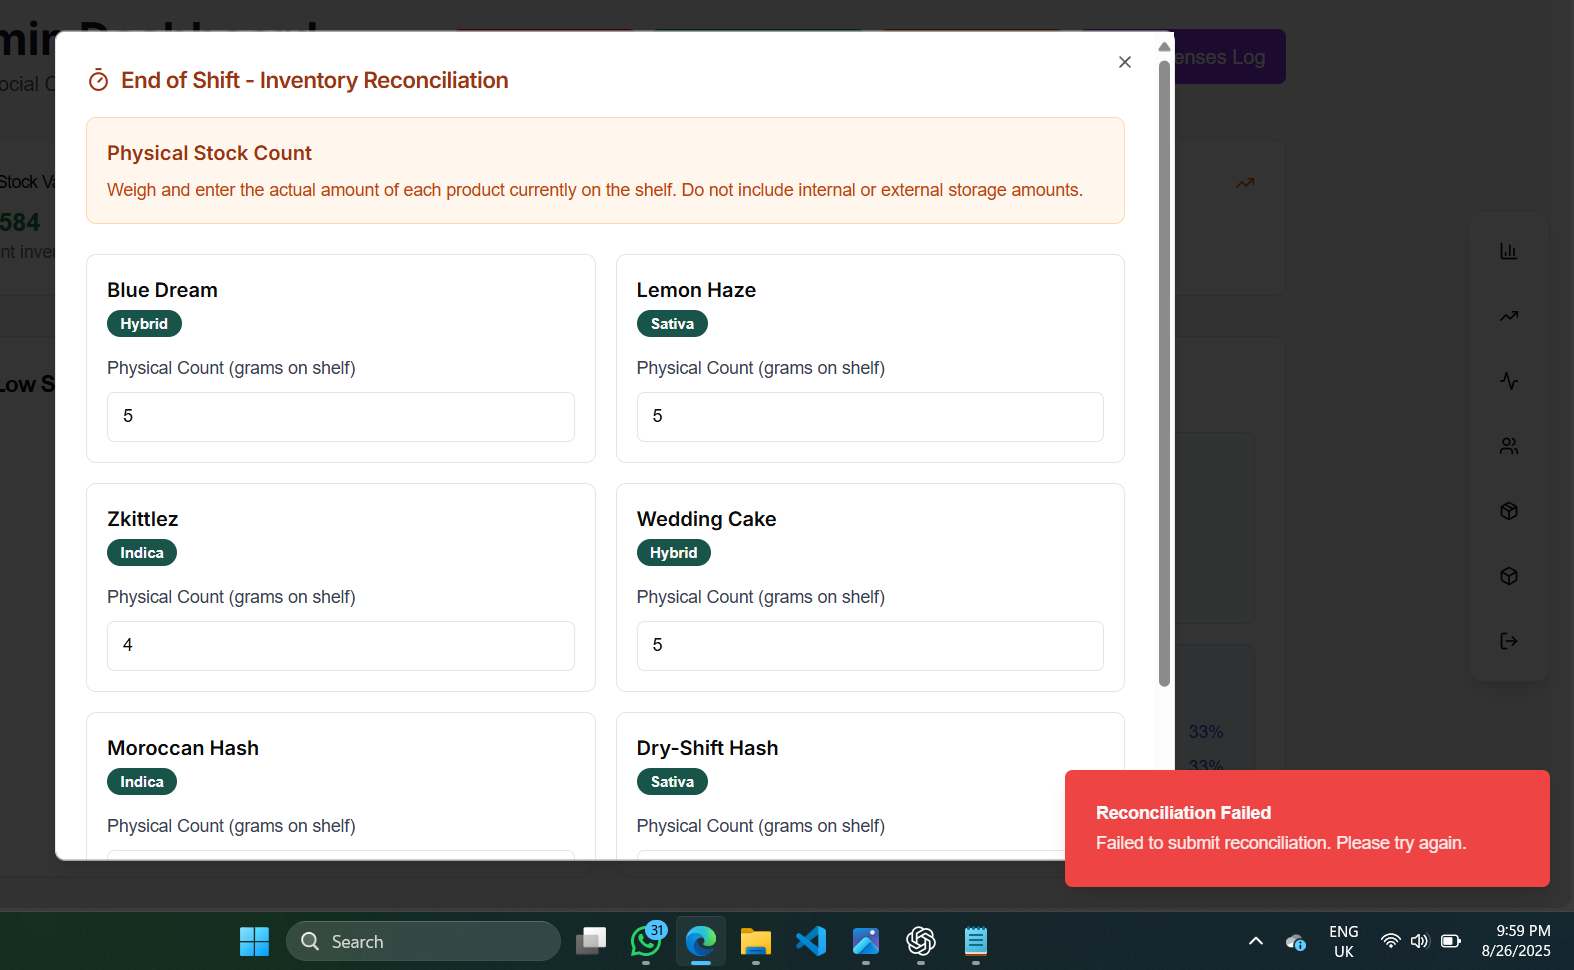 min Dashboard
ocial C
enses Log
End of Shift - Inventory Reconciliation
Physical Stock Count
Weigh and enter the actual amount of each product currently on the shelf. Do not include internal or external storage amounts.
Stock Va
584
nt inver
Low S
Blue Dream
Hybrid
Physical Count (grams on shelf)
5
Lemon Haze
Sativa
Physical Count (grams on shelf)
5
Zkittlez
Indica
Physical Count (grams on shelf)
4
Wedding Cake
Hybrid
Physical Count (grams on shelf)
5
Moroccan Hash
Indica
Physical Count (grams on shelf)
Dry-Shift Hash
Sativa
Physical Count (grams on shelf)
33%
33%
Reconciliation Failed
Failed to submit reconciliation. Please try again.
Search
31
ENG
UK
9:59 PM
8/26/2025